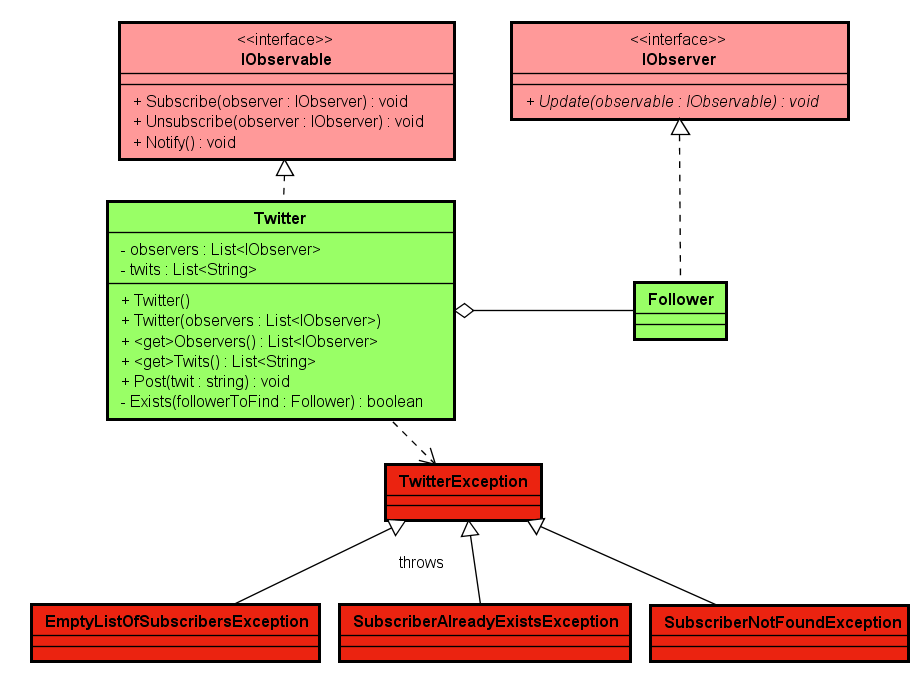 <<interface>>
IObservable
+ Subscribe(observer : IObserver) : void
+ Unsubscribe(observer : IObserver) : void
+ Notify() : void
<<interface>>
IObserver
+ Update(observable : IObservable) : void
Twitter
- observers : List<IObserver>
- twits : List<String>
+ Twitter()
+ Twitter(observers : List<IObserver>)
+ <get>Observers() : List<IObserver>
+ <get>Twits() : List<String>
+ Post(twit : string) : void
- Exists(followerToFind : Follower) : boolean
Follower
TwitterException
throws
EmptyListOfSubscribersException
SubscriberAlreadyExistsException
SubscriberNotFoundException